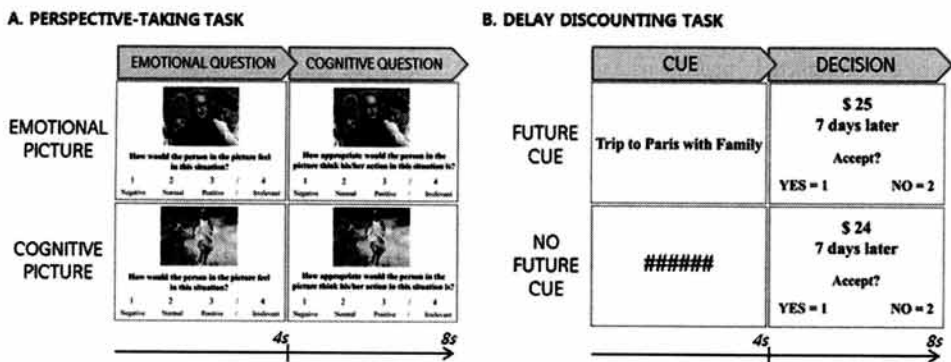 A. PERSPECTIVE-TAKING TASK
EMOTIONAL QUESTION
COGNITIVE QUESTION
EMOTIONAL PICTURE
How would the person in the picture feel
in this situation?
1 2 3 / 4
Negative Normal Positive / Irrelevant
How appropriate would the person in the
picture think his/her action in this situation is?
1 2 3 / 4
Negative Normal Positive / Irrelevant
COGNITIVE PICTURE
How would the person in the picture feel
in this situation?
1 2 3 / 4
Negative Normal Positive / Irrelevant
How appropriate would the person in the
picture think his/her action in this situation is?
1 2 3 / 4
Negative Normal Positive / Irrelevant
4s
8s
B. DELAY DISCOUNTING TASK
CUE
DECISION
FUTURE
CUE
Trip to Paris with Family
$ 25
7 days later
Accept?
YES = 1 NO = 2
NO
FUTURE
CUE
######
$ 24
7 days later
Accept?
YES = 1 NO = 2
4s
8s